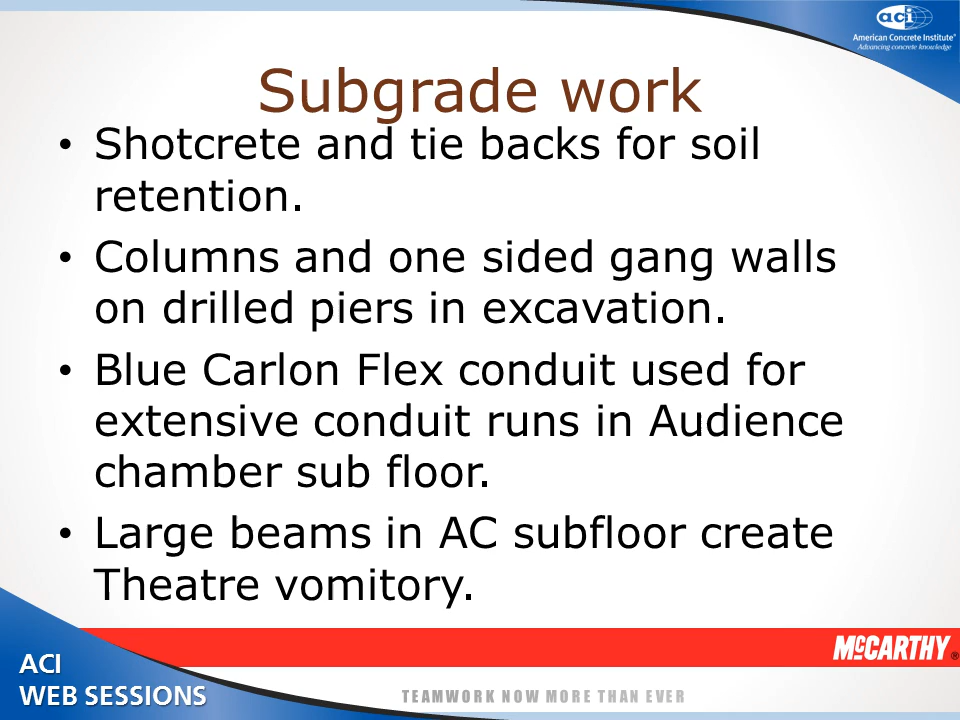 aci
American Concrete Institute®
Advancing concrete knowledge
Subgrade work
• Shotcrete and tie backs for soil
retention.
• Columns and one sided gang walls
on drilled piers in excavation.
• Blue Carlon Flex conduit used for
extensive conduit runs in Audience
chamber sub floor.
• Large beams in AC subfloor create
Theatre vomitory.
McCARTHY®
ACI
WEB SESSIONS
TEAMWORK NOW MORE THAN EVER